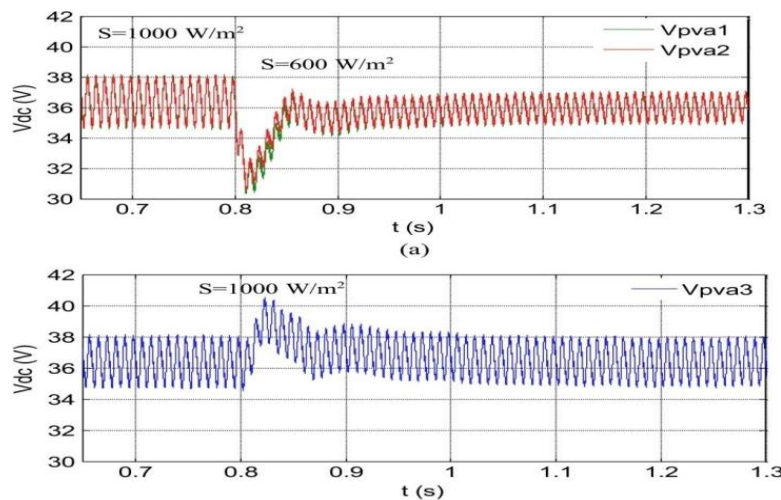 42
40
38
36
34
32
30
Vdc (V)
S=1000 W/m²
S=600 W/m²
Vpva1
Vpva2
0.7
0.8
0.9
1
1.1
1.2
1.3
t (s)
(a)
42
40
38
36
34
32
30
Vdc (V)
S=1000 W/m²
Vpva3
0.7
0.8
0.9
1
1.1
1.2
1.3
t (s)